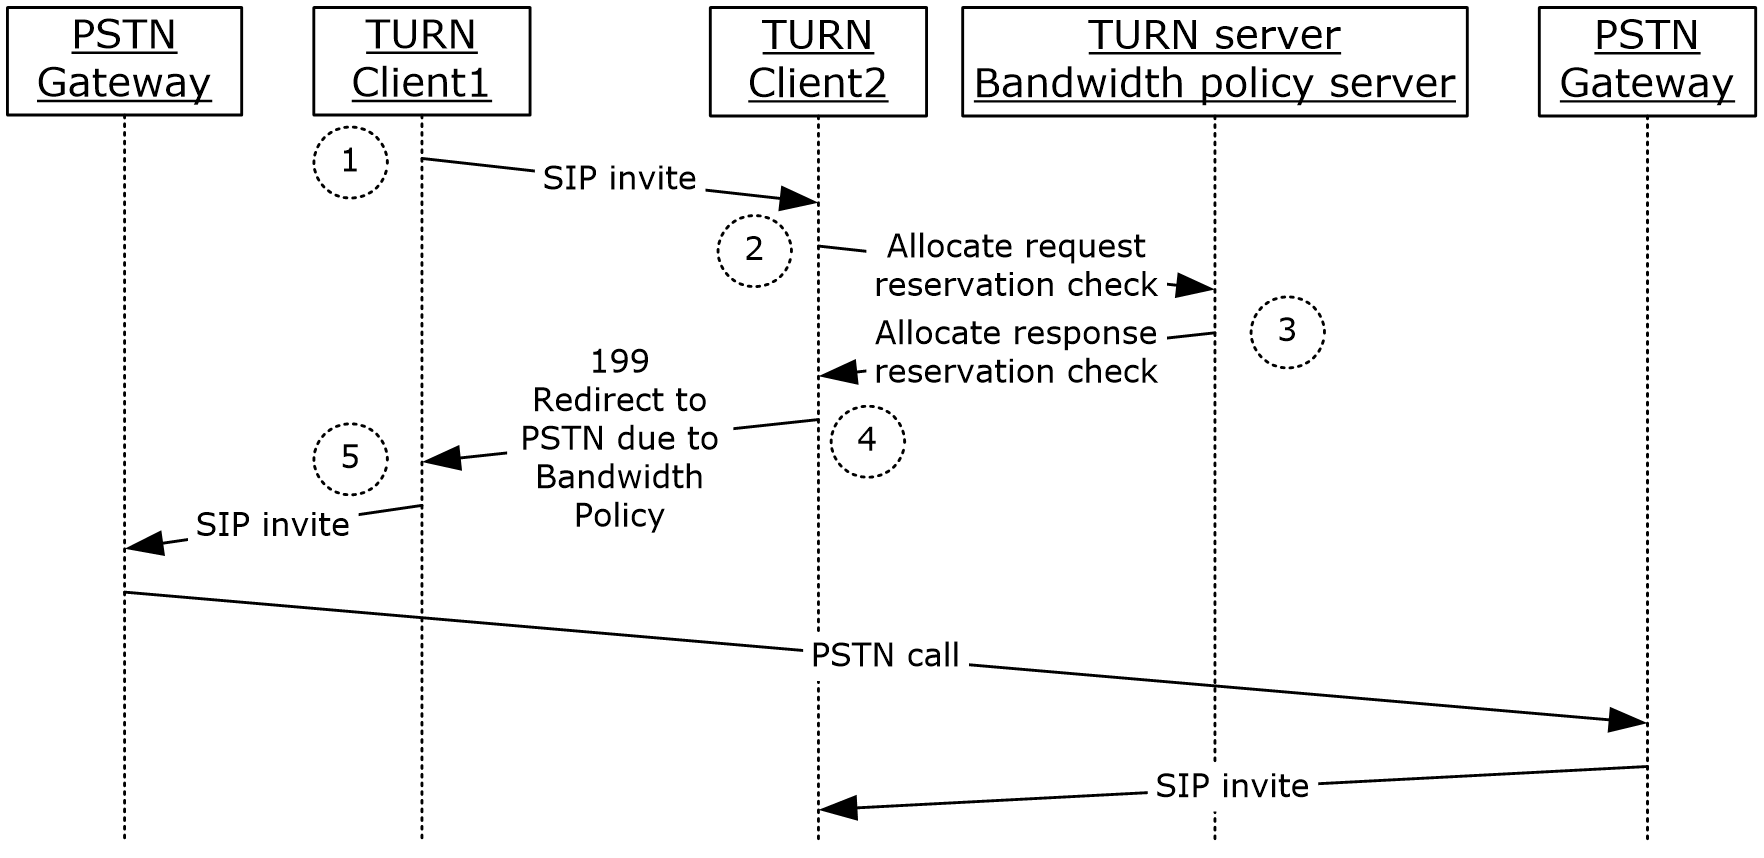 PSTN
Gateway
TURN
Client1
TURN
Client2
TURN server
Bandwidth policy server
PSTN
Gateway
1
SIP invite
2
Allocate request
reservation check
3
Allocate response
reservation check
199
Redirect to
PSTN due to
Bandwidth
Policy
4
5
SIP invite
PSTN call
SIP invite